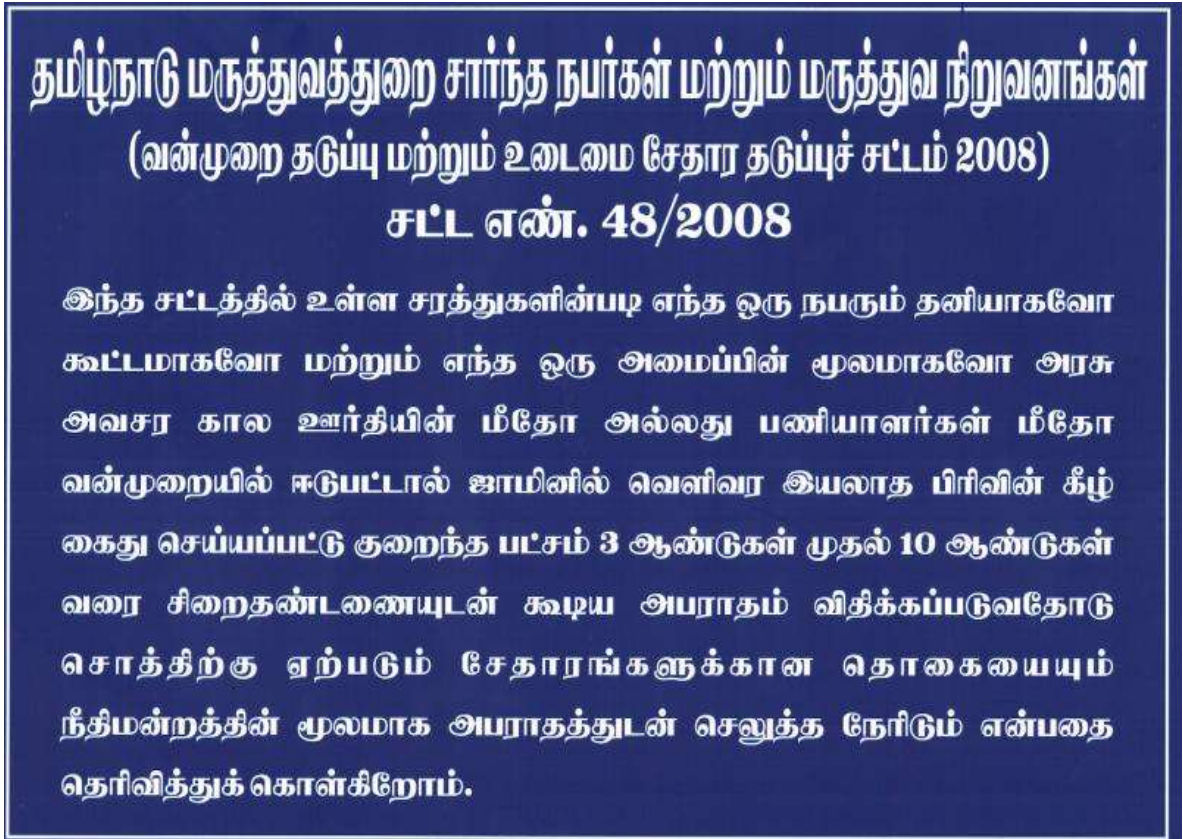 தமிழ்நாடு மருத்துவத்துறை சார்ந்த நபர்கள் மற்றும் மருத்துவ நிறுவனங்கள்
(வன்முறை தடுப்பு மற்றும் உடைமை சேதார தடுப்புச் சட்டம் 2008)
சட்ட எண். 48/2008
இந்த சட்டத்தில் உள்ள சரத்துகளின்படி எந்த ஒரு நபரும் தனியாகவோ
கூட்டமாகவோ மற்றும் எந்த ஒரு அமைப்பின் மூலமாகவோ அரசு
அவசர கால ஊர்தியின் மீதோ அல்லது பணியாளர்கள் மீதோ
வன்முறையில் ஈடுபட்டால் ஜாமினில் வெளிவர இயலாத பிரிவின் கீழ்
கைது செய்யப்பட்டு குறைந்த பட்சம் 3 ஆண்டுகள் முதல் 10 ஆண்டுகள்
வரை சிறைதண்டணையுடன் கூடிய அபராதம் விதிக்கப்படுவதோடு
சொத்திற்கு ஏற்படும் சேதாரங்களுக்கான தொகையையும்
நீதிமன்றத்தின் மூலமாக அபராதத்துடன் செலுத்த நேரிடும் என்பதை
தெரிவித்துக் கொள்கிறோம்.